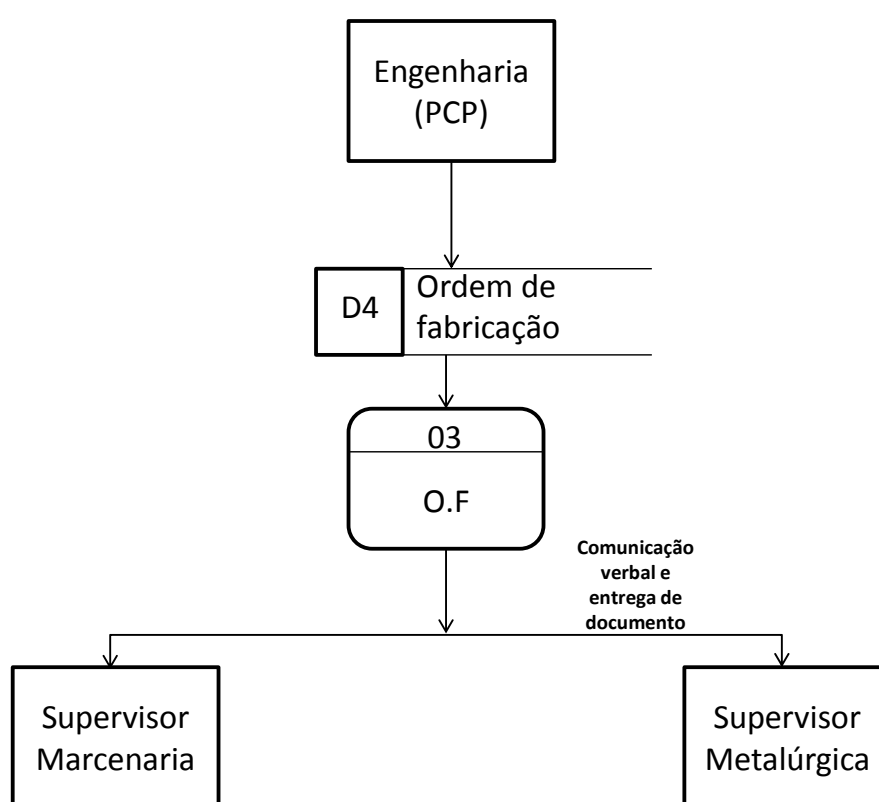 Engenharia
(PCP)
D4
Ordem de
fabricação
03
O.F
Comunicação
verbal e
entrega de
documento
Supervisor
Marcenaria
Supervisor
Metalúrgica